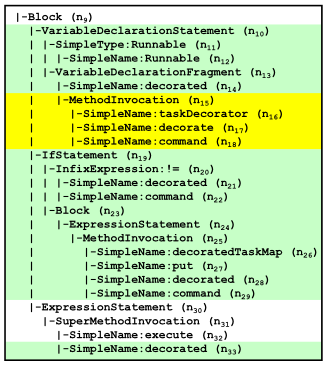 |-Block (n9)
|-VariableDeclarationStatement (n10)
| |-SimpleType:Runnable (n11)
| | |-SimpleName:Runnable (n12)
| |-VariableDeclarationFragment (n13)
| |-SimpleName:decorated (n14)
| |-MethodInvocation (n15)
| |-SimpleName:taskDecorator (n16)
| |-SimpleName:decorate (n17)
| |-SimpleName:command (n18)
|-IfStatement (n19)
| |-InfixExpression:!= (n20)
| | |-SimpleName:decorated (n21)
| | |-SimpleName:command (n22)
| |-Block (n23)
| |-ExpressionStatement (n24)
| |-MethodInvocation (n25)
| |-SimpleName:decoratedTaskMap (n26)
| |-SimpleName:put (n27)
| |-SimpleName:decorated (n28)
| |-SimpleName:command (n29)
|-ExpressionStatement (n30)
|-SuperMethodInvocation (n31)
|-SimpleName:execute (n32)
|-SimpleName:decorated (n33)